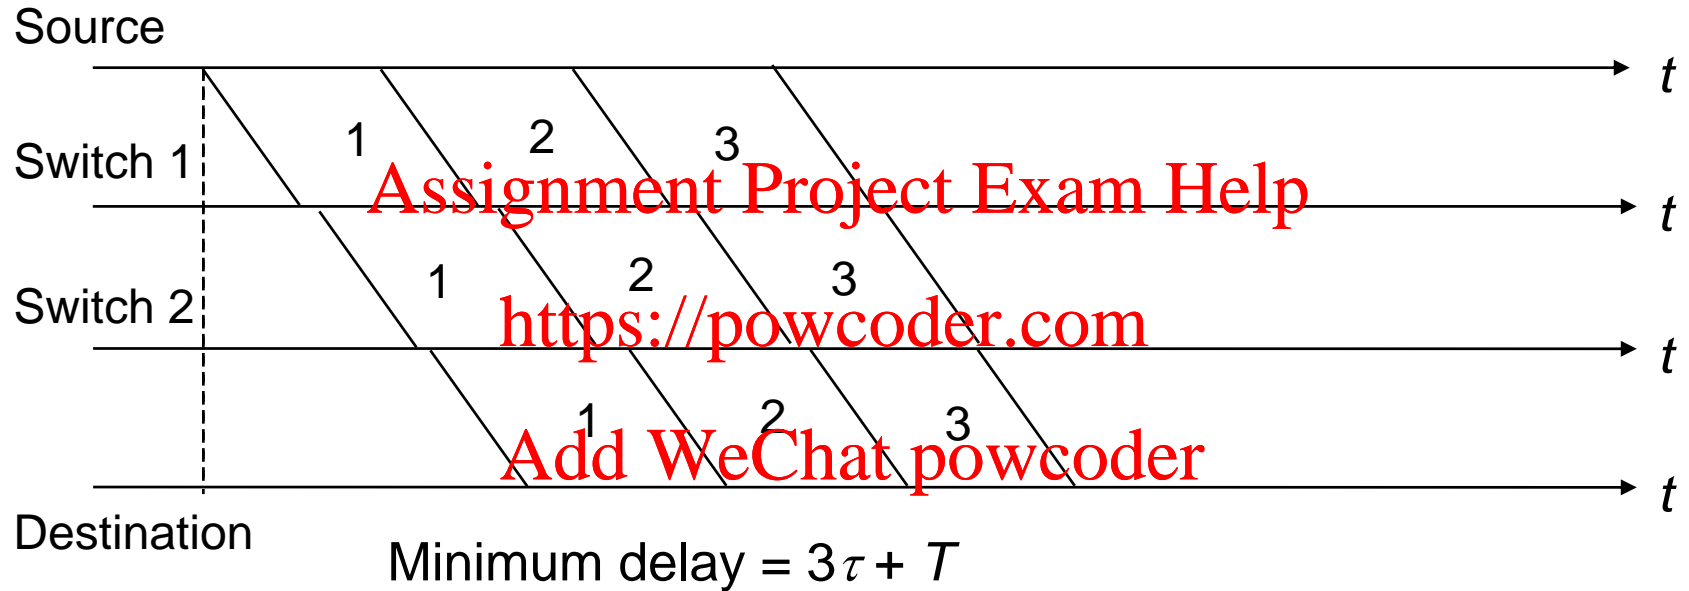 Source
t
1 2 3
Switch 1
Assignment Project Exam Help
t
1 2 3
Switch 2
https://powcoder.com
t
1 2 3
Add WeChat powcoder
t
Destination
Minimum delay = 3τ + T